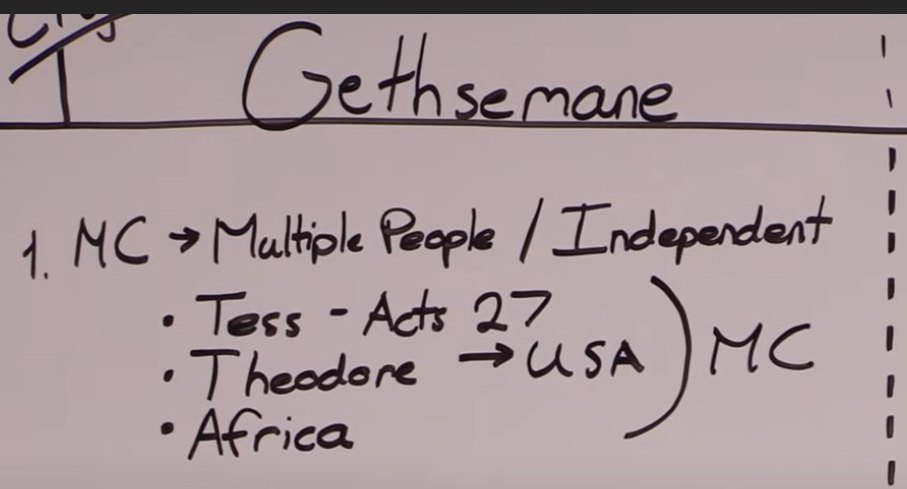 Gethsemane
1. MC → Multiple People / Independent
• Tess - Acts 27
• Theodore → USA
• Africa
MC